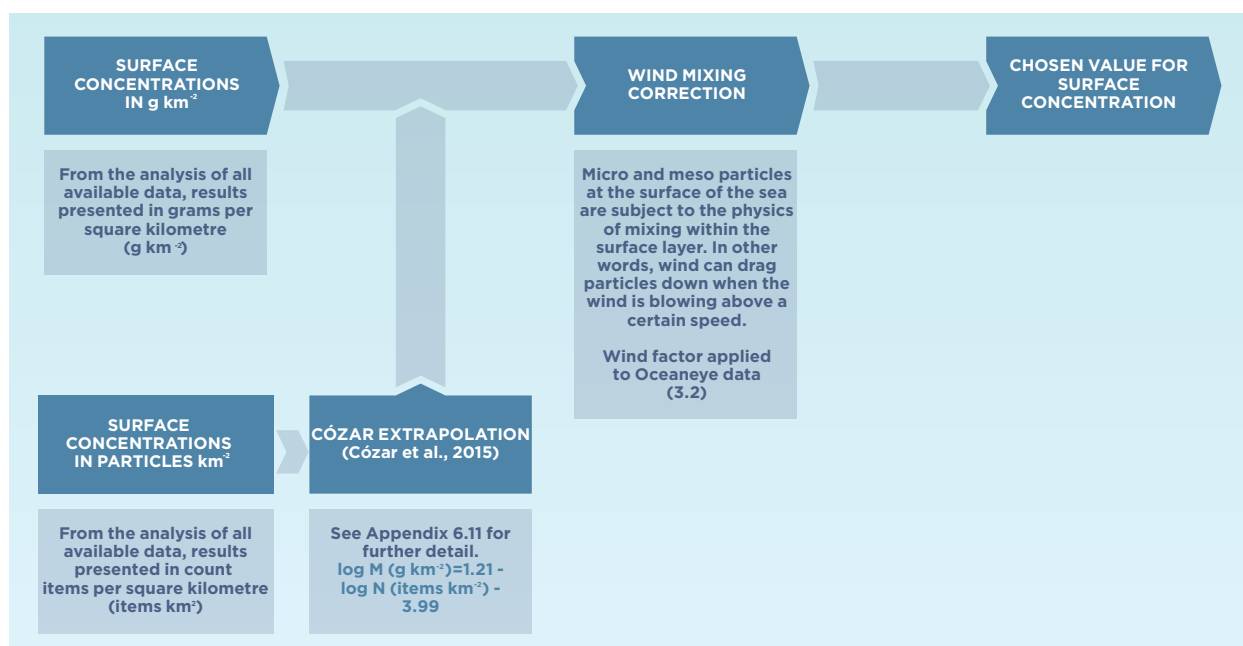 SURFACE
CONCENTRATIONS
IN g km⁻²
From the analysis of all
available data, results
presented in grams per
square kilometre
(g km⁻²)
WIND MIXING
CORRECTION
Micro and meso particles
at the surface of the sea
are subject to the physics
of mixing within the
surface layer. In other
words, wind can drag
particles down when the
wind is blowing above a
certain speed.
Wind factor applied
to Oceaneye data
(3.2)
CHOSEN VALUE FOR
SURFACE
CONCENTRATION
SURFACE
CONCENTRATIONS
IN PARTICLES km⁻²
From the analysis of all
available data, results
presented in count
items per square kilometre
(items km²)
CÓZAR EXTRAPOLATION
(Cózar et al., 2015)
See Appendix 6.11 for
further detail.
log M (g km⁻²)=1.21 -
log N (items km⁻²) -
3.99